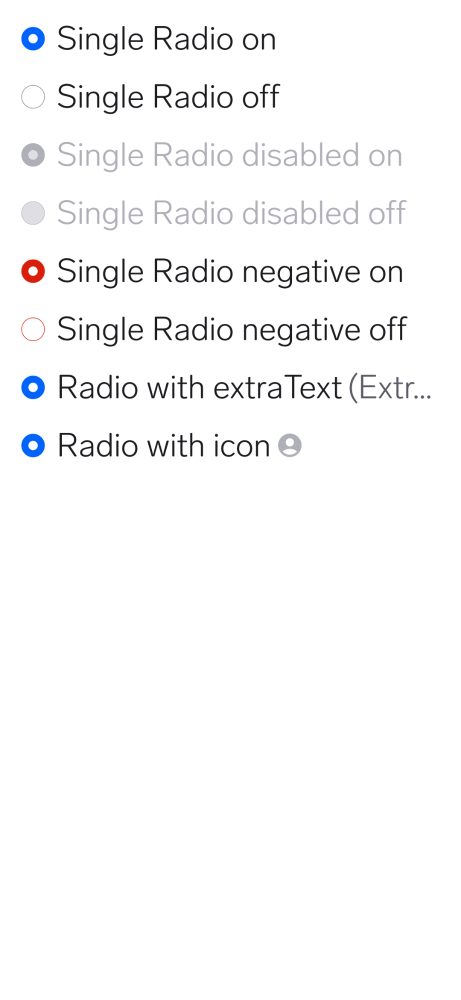 Single Radio on
Single Radio off
Single Radio disabled on
Single Radio disabled off
Single Radio negative on
Single Radio negative off
Radio with extraText (Extr...
Radio with icon